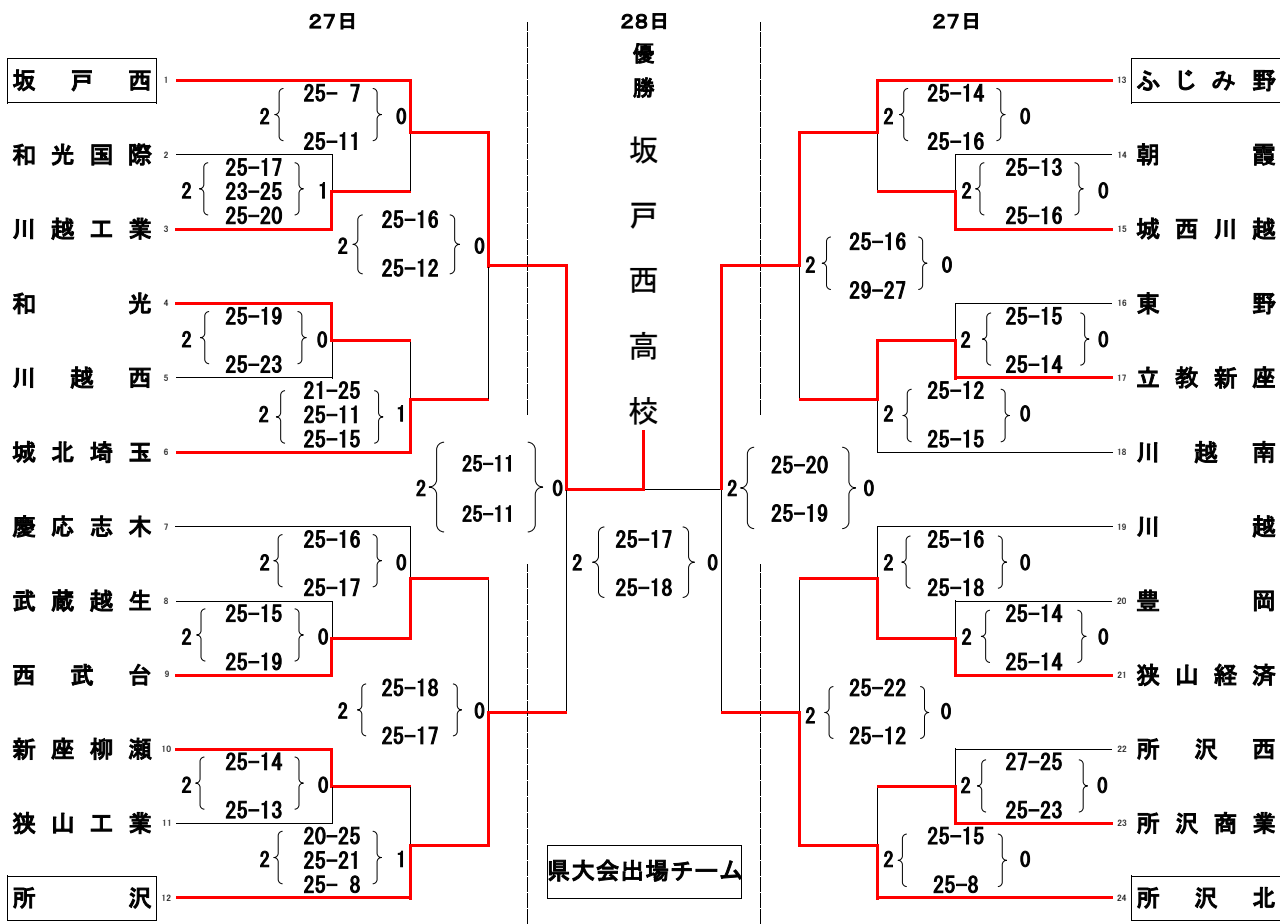 27日
28日
27日
優勝
坂戸西高校
坂戸西 1
25- 7
2 0
25-11
和光国際 2
25-17
2 23-25 1
25-20
川越工業 3
25-16
2 0
25-12
和光 4
25-19
2 0
25-23
川越西 5
21-25
2 25-11 1
25-15
城北埼玉 6
25-11
2 0
25-11
慶応志木 7
25-16
2 0
25-17
武蔵越生 8
25-15
2 0
25-19
西武台 9
25-18
2 0
25-17
新座柳瀬 10
25-14
2 0
25-13
狭山工業 11
20-25
2 25-21 1
25- 8
所沢 12
25-17
2 0
25-18
県大会出場チーム
13 ふじみ野
25-14
2 0
25-16
14 朝霞
25-13
2 0
25-16
15 城西川越
25-16
2 0
29-27
16 東野
25-15
2 0
25-14
17 立教新座
25-12
2 0
25-15
18 川越南
25-20
2 0
25-19
19 川越
25-16
2 0
25-18
20 豊岡
25-14
2 0
25-14
21 狭山経済
25-22
2 0
25-12
22 所沢西
27-25
2 0
25-23
23 所沢商業
25-15
2 0
25-8
24 所沢北